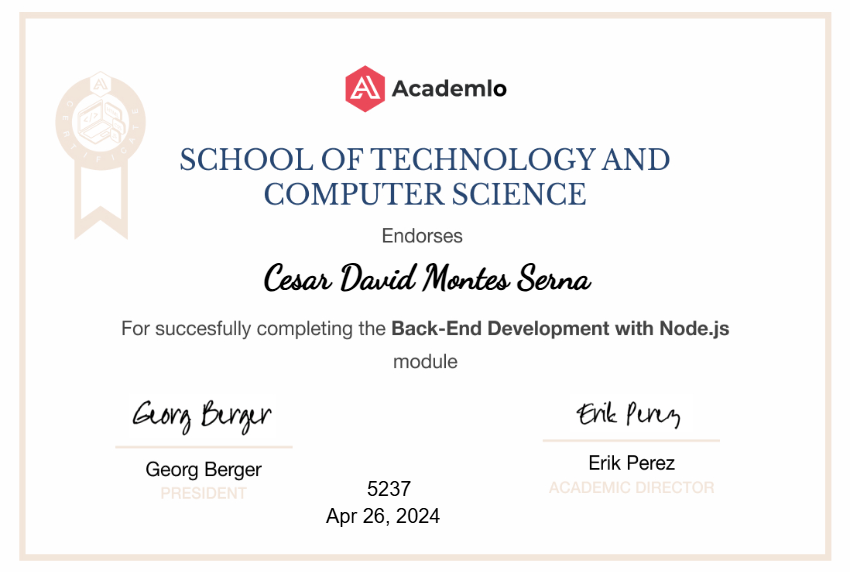 Academlo
CERTIFICATE
SCHOOL OF TECHNOLOGY AND
COMPUTER SCIENCE
Endorses
Cesar David Montes Serna
For succesfully completing the Back-End Development with Node.js
module
Georg Berger
Erik Perez
Georg Berger
Erik Perez
PRESIDENT
ACADEMIC DIRECTOR
5237
Apr 26, 2024